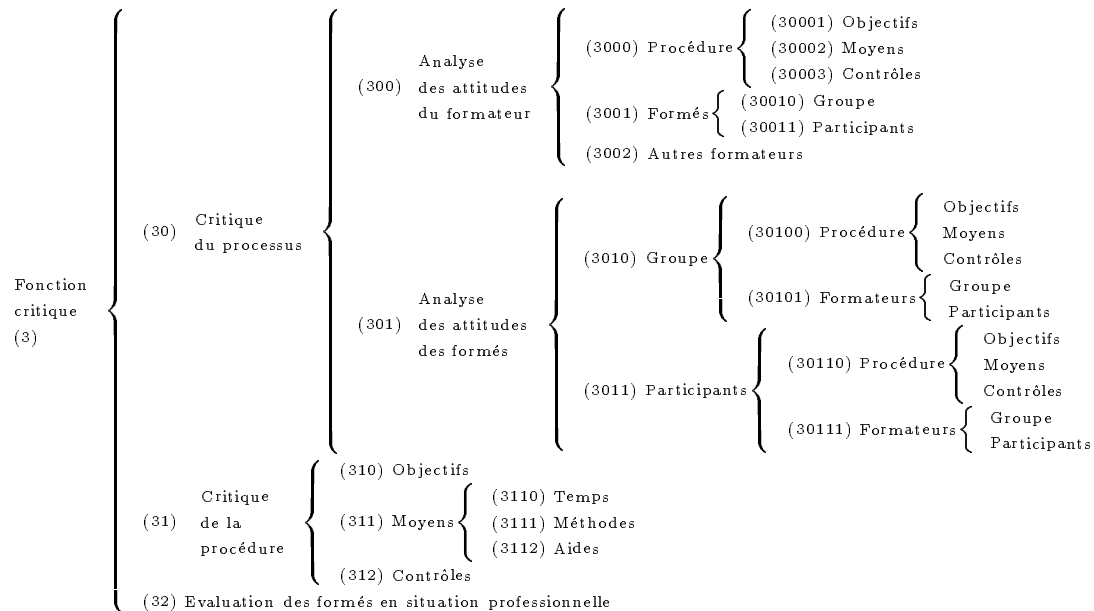 Fonction
critique
(3)
(30) Critique
du processus
(300) Analyse
des attitudes
du formateur
(3000) Procédure
(30001) Objectifs
(30002) Moyens
(30003) Contrôles
(3001) Formés
(30010) Groupe
(30011) Participants
(3002) Autres formateurs
(301) Analyse
des attitudes
des formés
(3010) Groupe
(30100) Procédure
Objectifs
Moyens
Contrôles
(30101) Formateurs
Groupe
Participants
(3011) Participants
(30110) Procédure
Objectifs
Moyens
Contrôles
(30111) Formateurs
Groupe
Participants
(31) Critique
de la
procédure
(310) Objectifs
(311) Moyens
(3110) Temps
(3111) Méthodes
(3112) Aides
(312) Contrôles
(32) Evaluation des formés en situation professionnelle